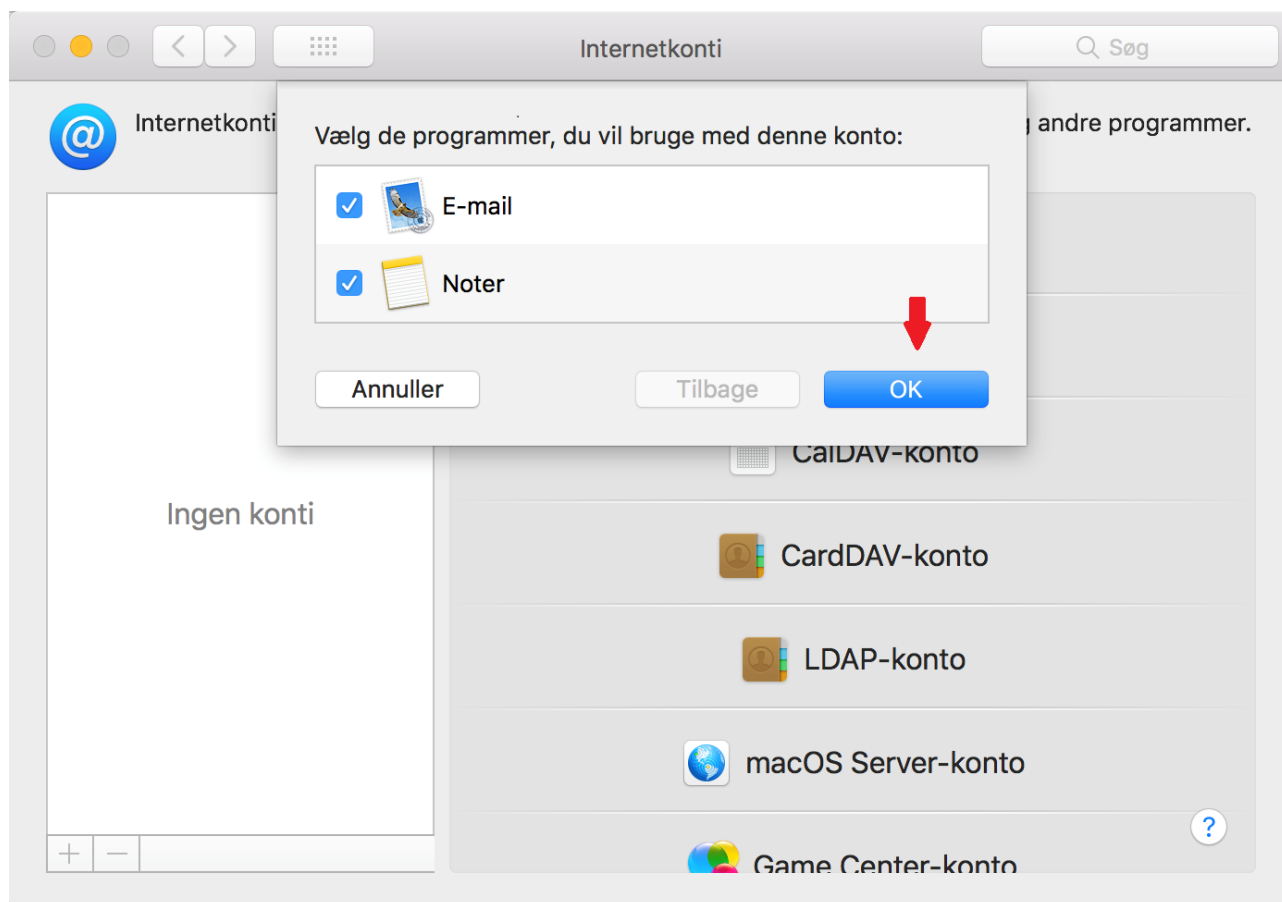 Internetkonti
Søg
Internetkonti
andre programmer.
Vælg de programmer, du vil bruge med denne konto:
E-mail
Noter
Annuller
Tilbage
OK
CalDAV-konto
Ingen konti
CardDAV-konto
LDAP-konto
macOS Server-konto
?
Game Center-konto